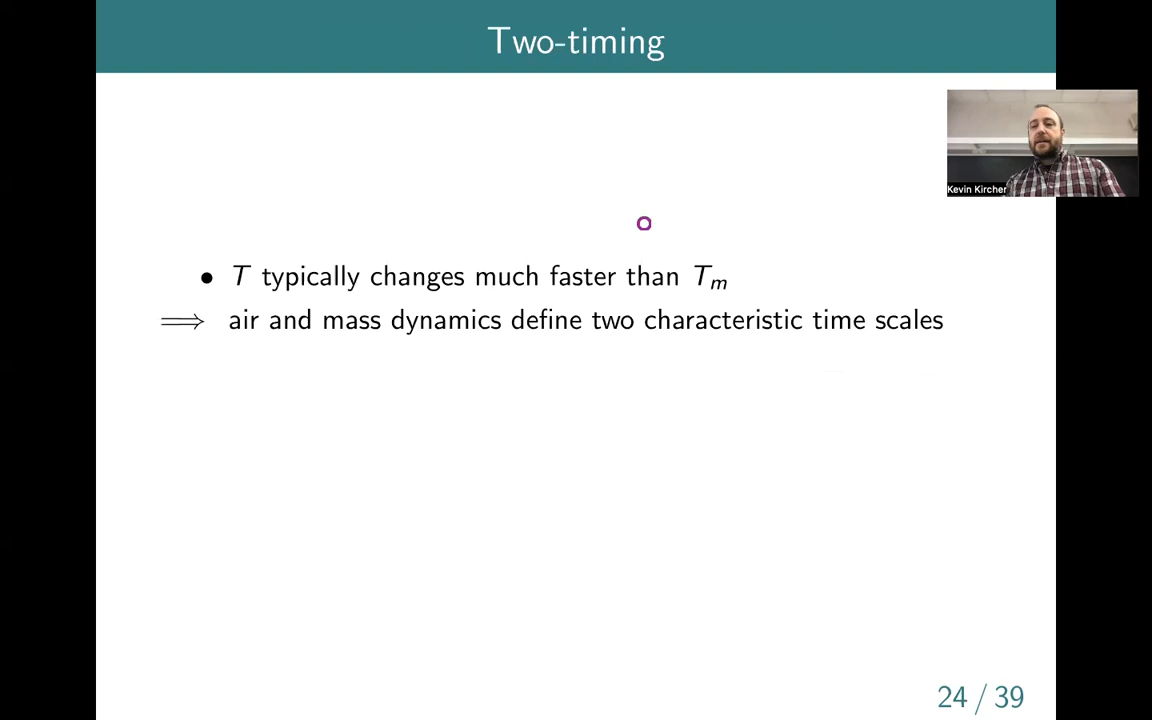 Two-timing
Kevin Kircher
• T typically changes much faster than Tₘ
⟹ air and mass dynamics define two characteristic time scales
24 / 39